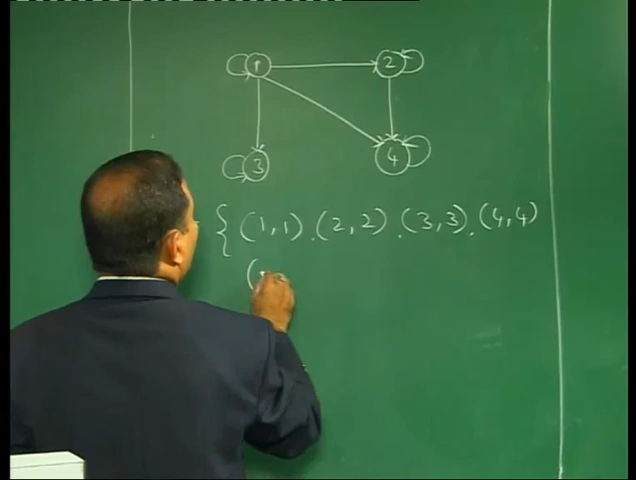 1 2
3 4
{ (1,1), (2,2), (3,3), (4,4)
(